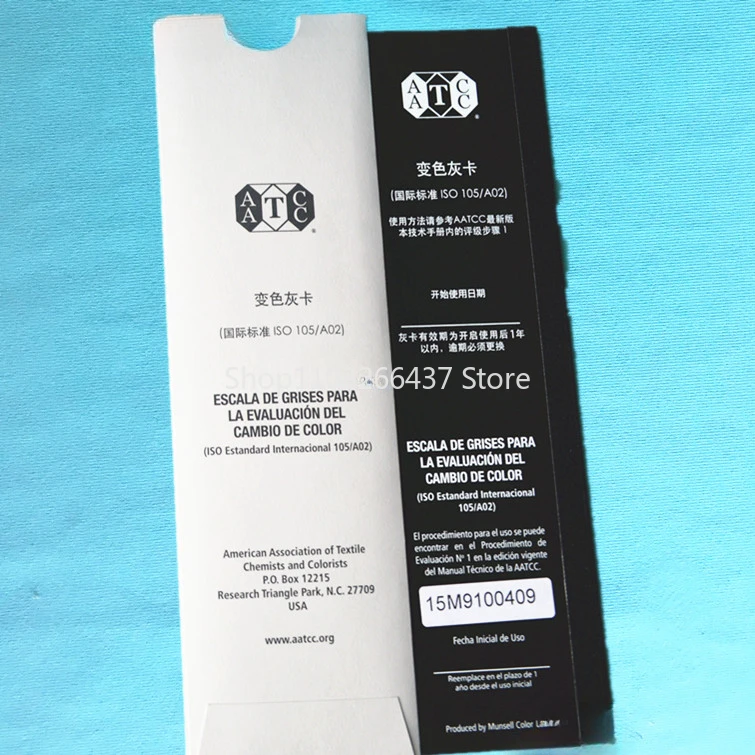 A A T C C
变色灰卡
(国际标准 ISO 105/A02)
ESCALA DE GRISES PARA
LA EVALUACIÓN DEL
CAMBIO DE COLOR
(ISO Estandard Internacional 105/A02)
American Association of Textile
Chemists and Colorists
P.O. Box 12215
Research Triangle Park, N.C. 27709
USA
www.aatcc.org
A A T C C
变色灰卡
(国际标准 ISO 105/A02)
使用方法请参考AATCC最新版
本技术手册内的评级步骤 1
开始使用日期
灰卡有效期为开启使用后1年
以内，逾期必须更换
ESCALA DE GRISES PARA
LA EVALUACIÓN DEL
CAMBIO DE COLOR
(ISO Estandard Internacional
105/A02)
El procedimiento para el uso se puede
encontrar en el Procedimiento de
Evaluación Nº 1 en la edición vigente
del Manual Técnico de la AATCC.
15M9100409
Fecha Inicial de Uso
Reemplace en el plazo de 1
año desde el uso inicial
Produced by Munsell Color
66437 Store